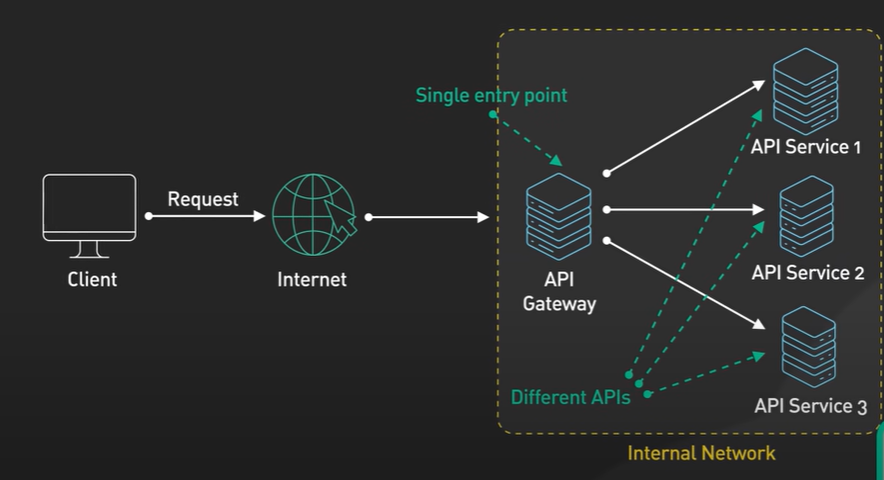 Single entry point
API Service 1
Request
Client
Internet
API
Gateway
API Service 2
Different APIs
API Service 3
Internal Network